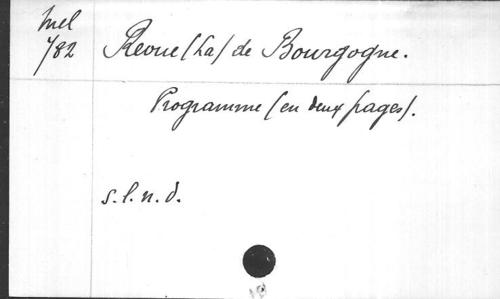 Mel
782
Revue (La) de Bourgogne.
Programme (en deux pages).
s.l.n.d.